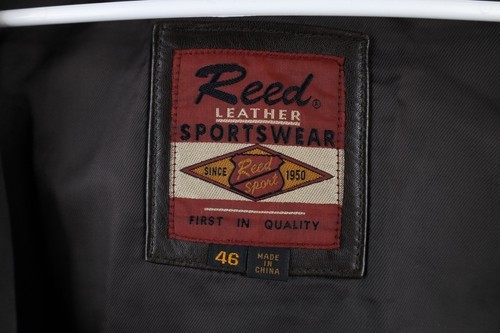 Reed®
LEATHER
SPORTSWEAR
SINCE Reed 1950
Sport
FIRST IN QUALITY
46 MADE IN CHINA